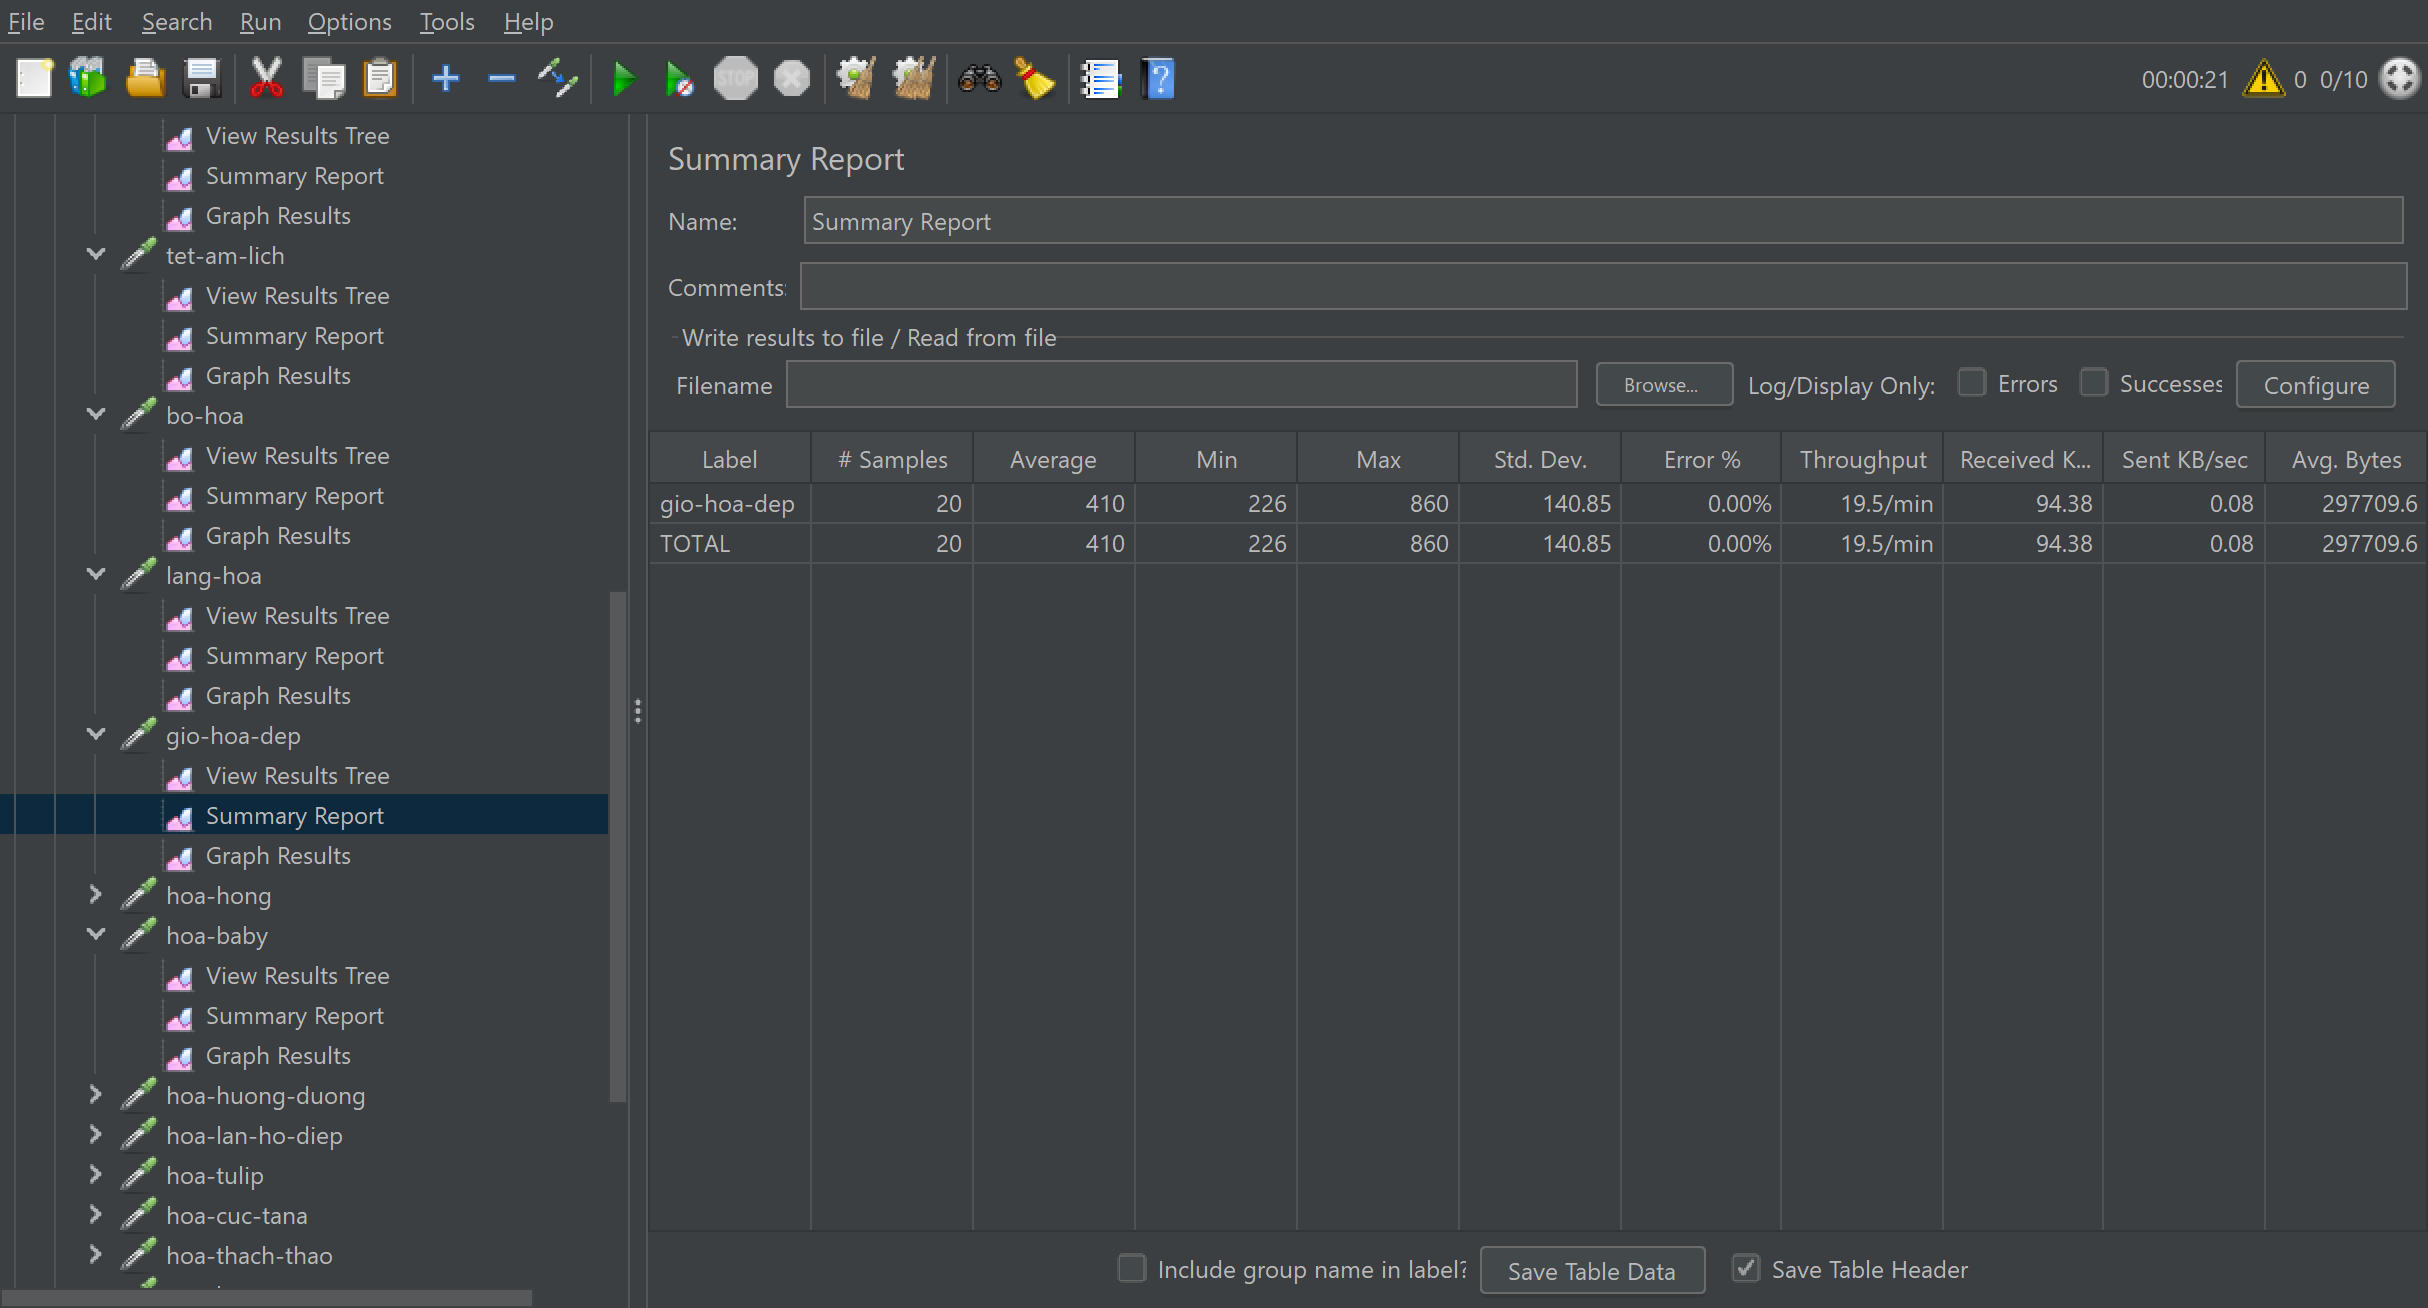 File Edit Search Run Options Tools Help
STOP
00:00:21 0 0/10
View Results Tree
Summary Report
Graph Results
tet-am-lich
View Results Tree
Summary Report
Graph Results
bo-hoa
View Results Tree
Summary Report
Graph Results
lang-hoa
View Results Tree
Summary Report
Graph Results
gio-hoa-dep
View Results Tree
Summary Report
Graph Results
hoa-hong
hoa-baby
View Results Tree
Summary Report
Graph Results
hoa-huong-duong
hoa-lan-ho-diep
hoa-tulip
hoa-cuc-tana
hoa-thach-thao
Summary Report
Name: Summary Report
Comments:
Write results to file / Read from file
Filename Browse... Log/Display Only: Errors Successes Configure
Label # Samples Average Min Max Std. Dev. Error % Throughput Received K... Sent KB/sec Avg. Bytes
gio-hoa-dep 20 410 226 860 140.85 0.00% 19.5/min 94.38 0.08 297709.6
TOTAL 20 410 226 860 140.85 0.00% 19.5/min 94.38 0.08 297709.6
Include group name in label? Save Table Data Save Table Header